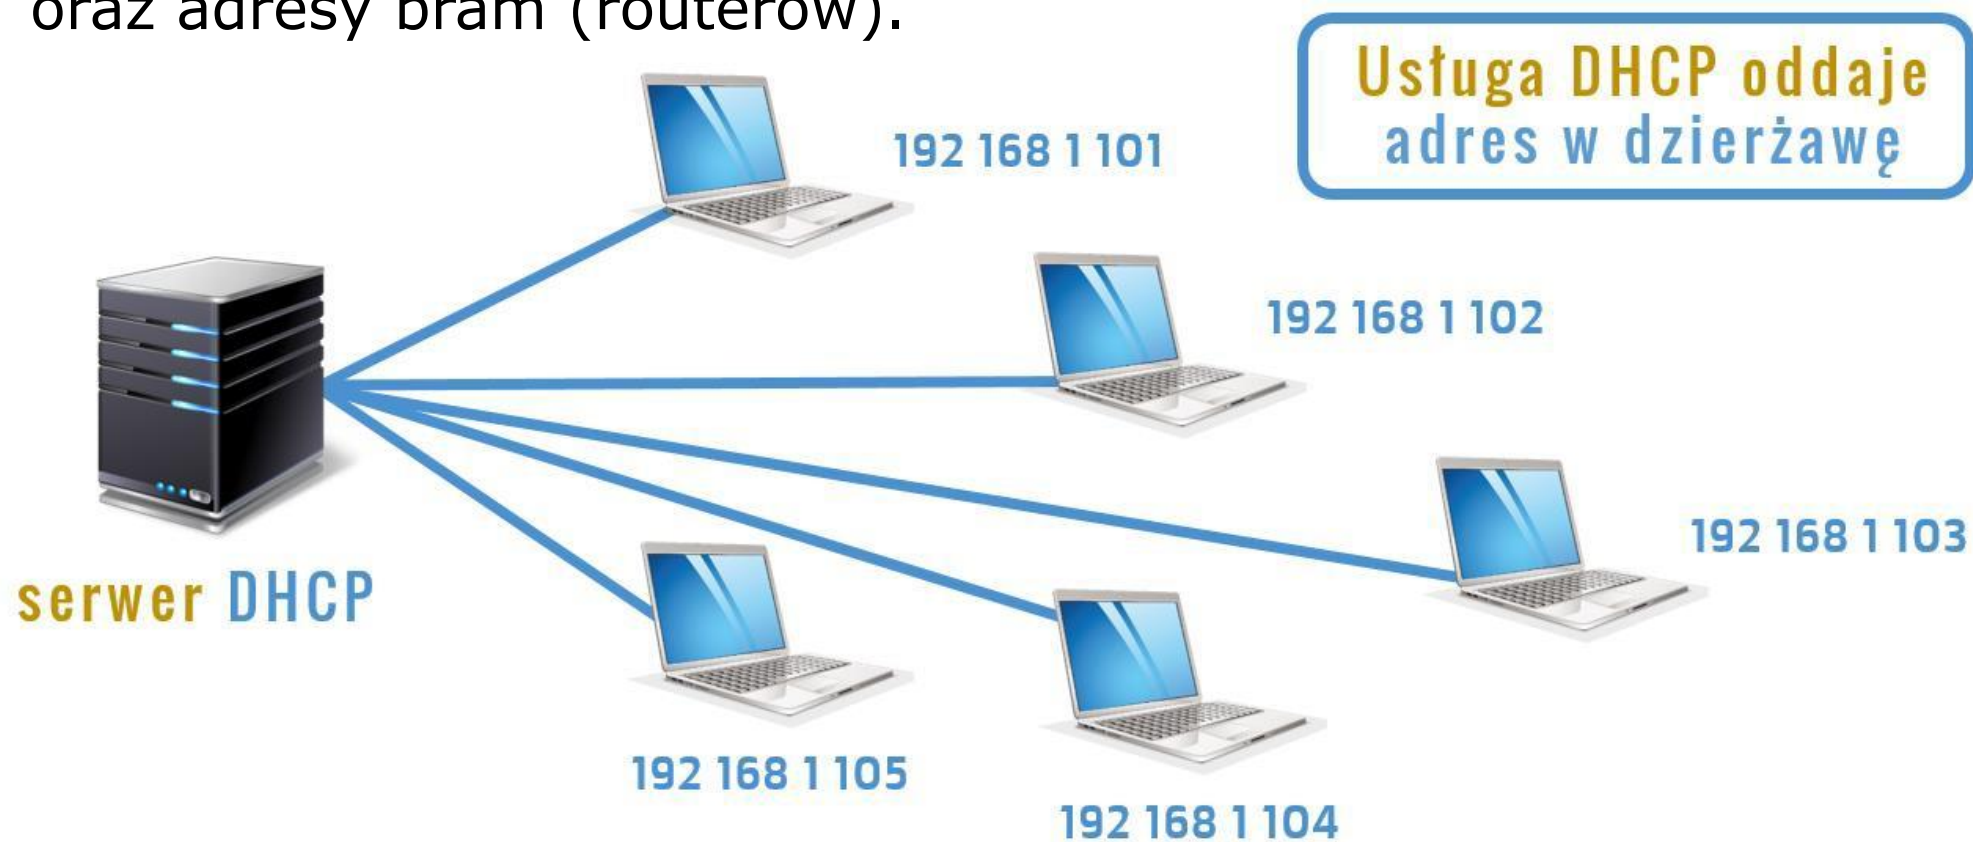 oraz adresy bram (routerów).
Usługa DHCP oddaje
adres w dzierżawę
192 168 1 101
192 168 1 102
192 168 1 103
serwer DHCP
192 168 1 105
192 168 1 104